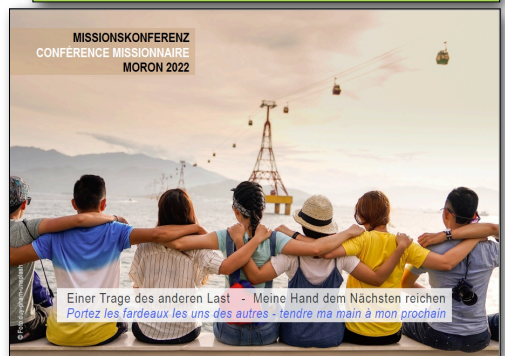 MISSIONSKONFERENZ
CONFÉRENCE MISSIONNAIRE
MORON 2022
Einer Trage des anderen Last - Meine Hand dem Nächsten reichen
Portez les fardeaux les uns des autres - tendre ma main à mon prochain